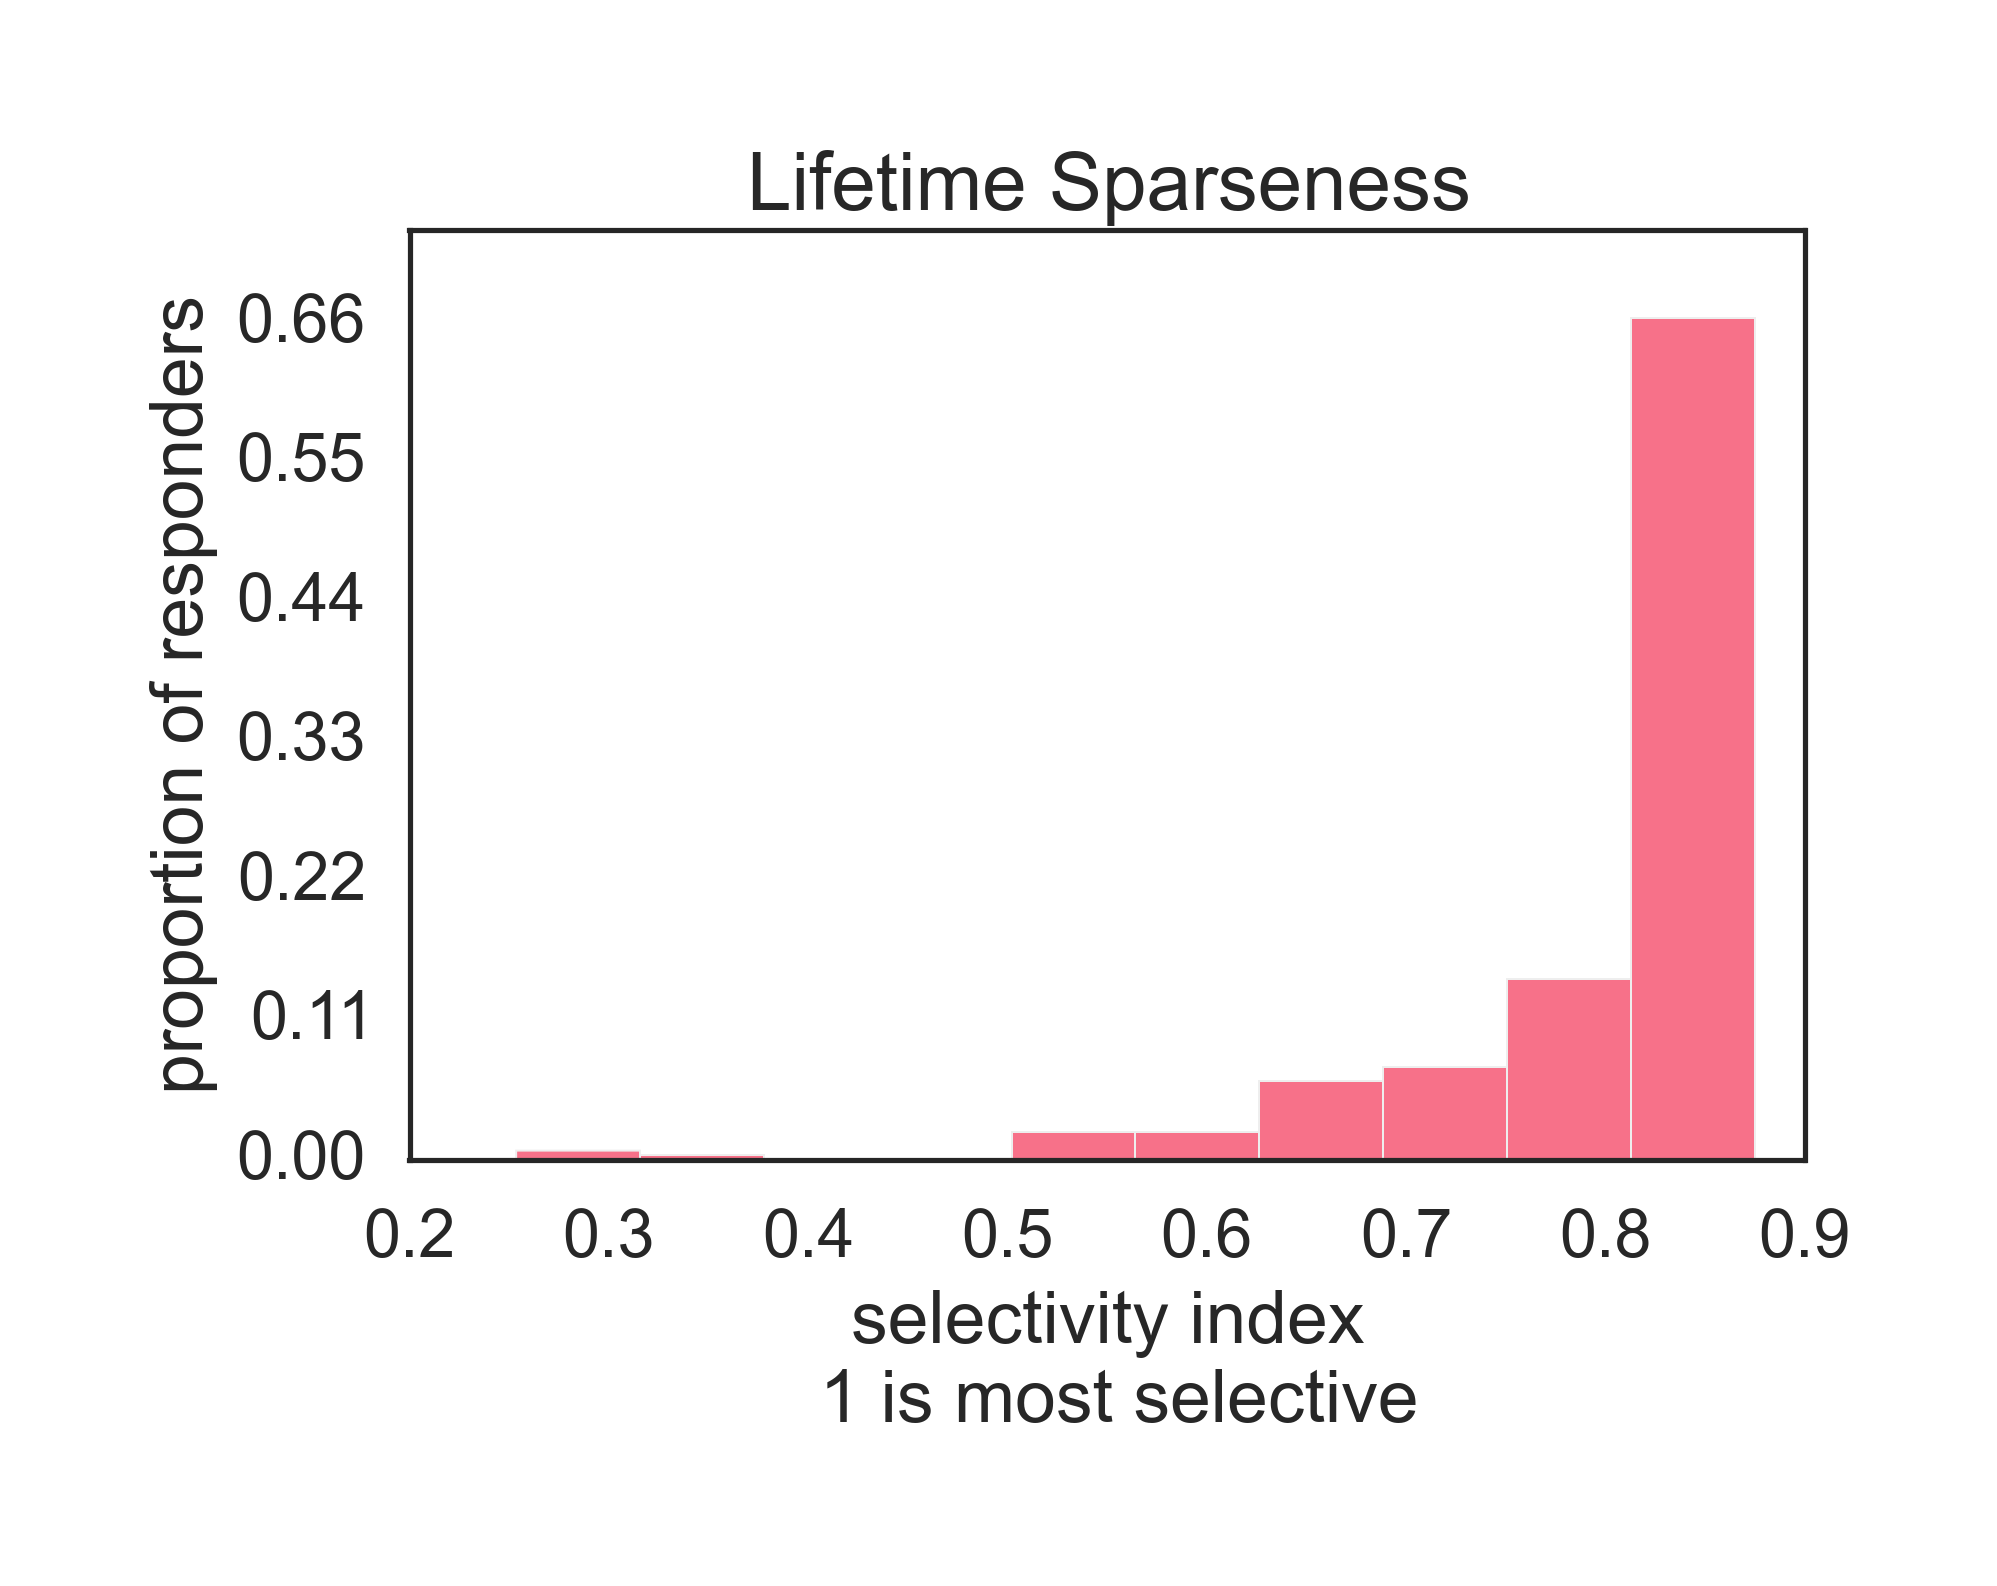 Lifetime Sparseness
proportion of responders
0.66
0.55
0.44
0.33
0.22
0.11
0.00
0.2 0.3 0.4 0.5 0.6 0.7 0.8 0.9
selectivity index
1 is most selective